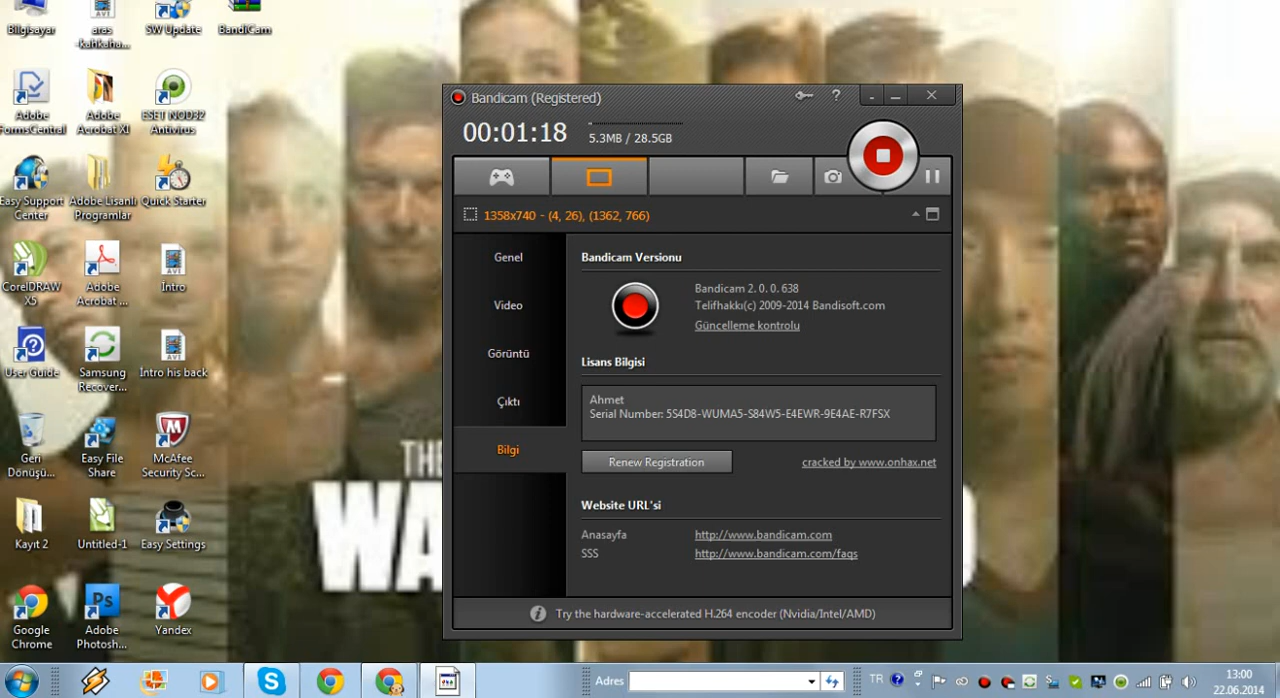 Bilgisayar
aras
-kahkaha...
SW Update
BandiCam
Adobe
FormsCentral
Adobe
Acrobat XI
ESET NOD32
Antivirus
Easy Support
Center
Adobe Lisanlı
Programlar
Quick Starter
CorelDRAW
X5
Adobe
Acrobat ...
İntro
User Guide
Samsung
Recover...
İntro his back
Geri
Dönüşü...
Easy File
Share
McAfee
Security Sc...
Kayıt 2
Untitled-1
Easy Settings
Google
Chrome
Adobe
Photosh...
Yandex
THE
WA
D
Bandicam (Registered)
00:01:18
5.3MB / 28.5GB
1358x740 - (4, 26), (1362, 766)
Genel
Video
Görüntü
Çıktı
Bilgi
Bandicam Versionu
Bandicam 2. 0. 0. 638
Telifhakkı(c) 2009-2014 Bandisoft.com
Güncelleme kontrolu
Lisans Bilgisi
Ahmet
Serial Number: 5S4D8-WUMA5-S84W5-E4EWR-9E4AE-R7FSX
Renew Registration
cracked by www.onhax.net
Website URL'si
Anasayfa http://www.bandicam.com
SSS http://www.bandicam.com/faqs
Try the hardware-accelerated H.264 encoder (Nvidia/Intel/AMD)
Adres
TR
13:00
22.06.2014